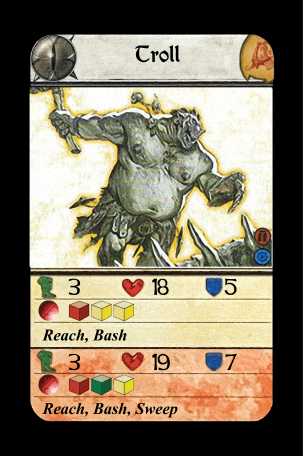 Troll
3 18 5
Reach, Bash
3 19 7
Reach, Bash, Sweep